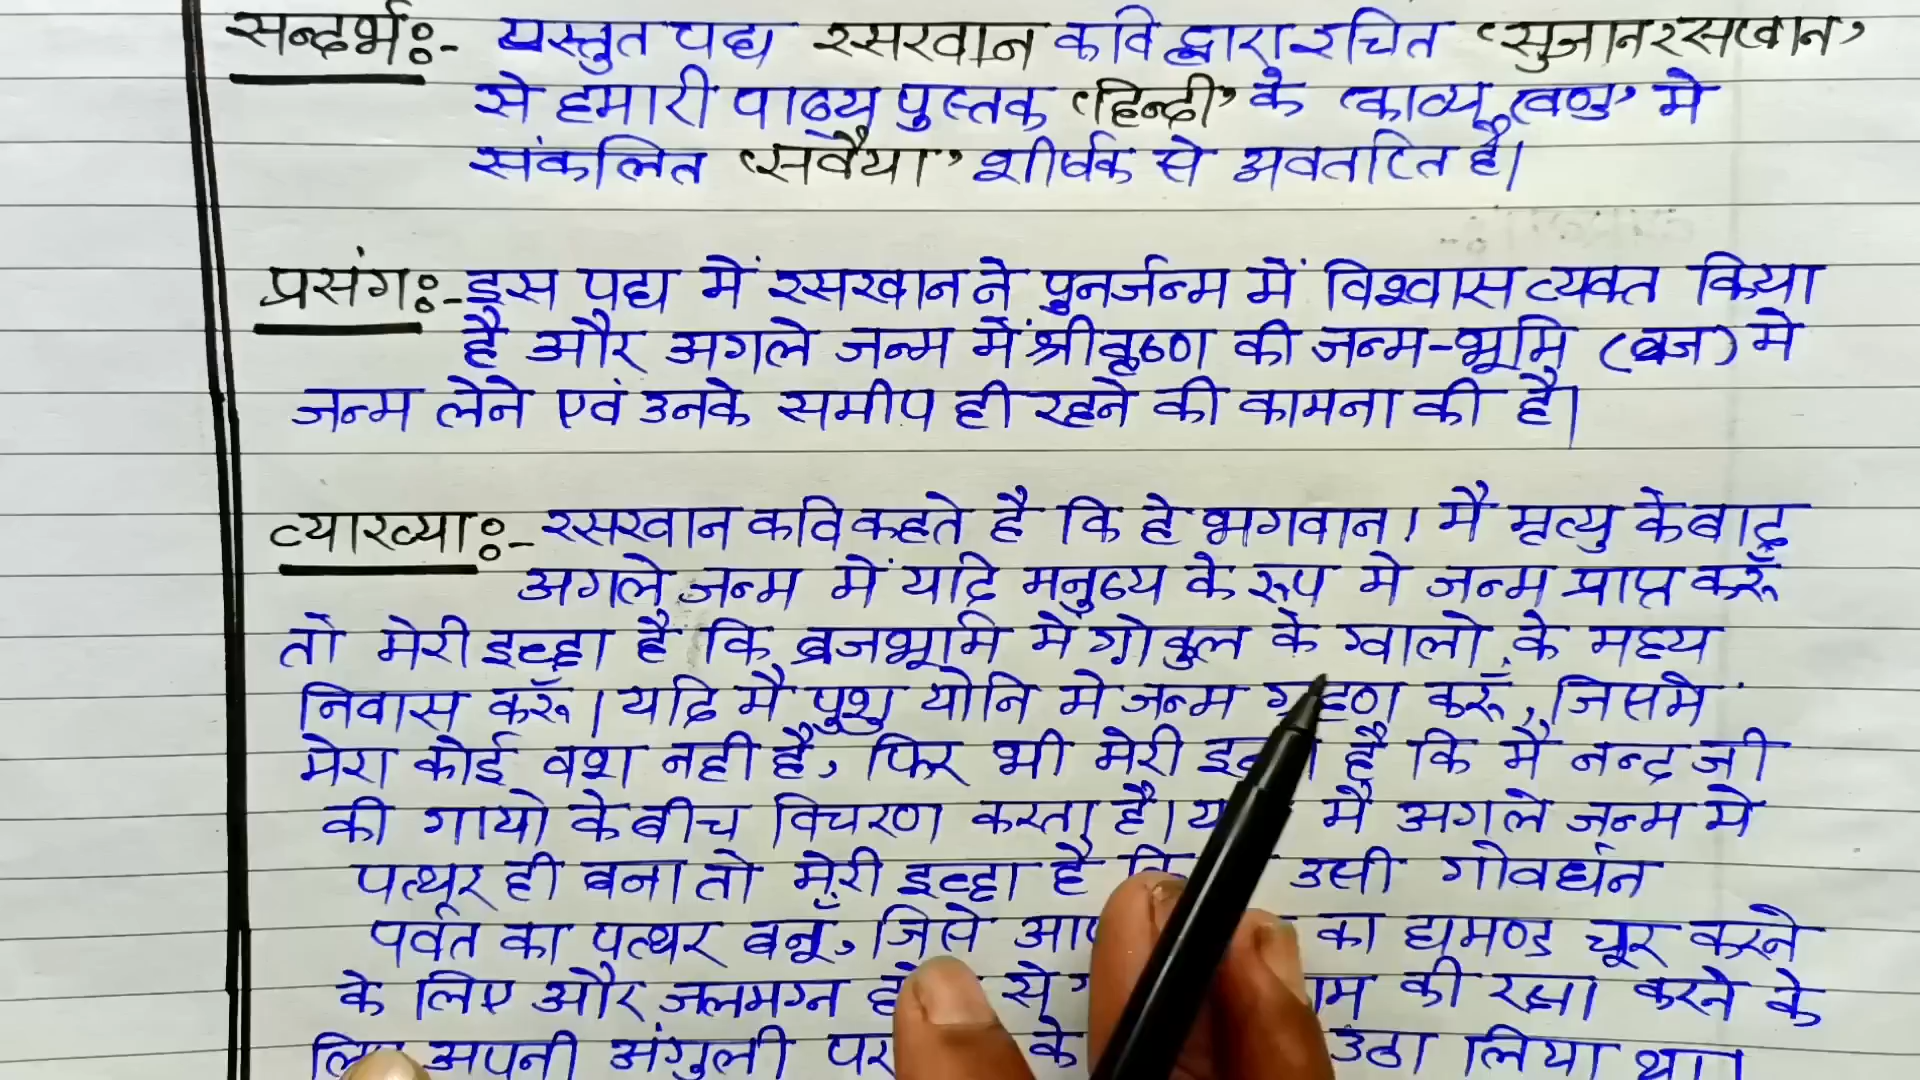 सन्दर्भः- प्रस्तुत पद्य रसखान कवि द्वारा रचित 'सुजान रसखान'
से हमारी पाठ्य पुस्तक 'हिन्दी' के 'काव्य खण्ड' मे
संकलित 'सवैया' शीर्षक से अवतरित है।
प्रसंगः- इस पद्य में रसखान ने पुनर्जन्म में विश्वास व्यक्त किया
है और अगले जन्म में श्रीकृष्ण की जन्म-भूमि (ब्रज) मे
जन्म लेने एवं उनके समीप ही रहने की कामना की है।
व्याख्याः- रसखान कवि कहते है कि हे भगवान! मै मृत्यु के बाद
अगले जन्म में यदि मनुष्य के रूप मे जन्म प्राप्त करूँ
तो मेरी इच्छा है कि ब्रजभूमि में गोकुल के ग्वालो के मध्य
निवास करूँ। यदि मै पशु योनि मे जन्म ग्रहण करूँ, जिसमे
मेरा कोई वश नही है, फिर भी मेरी है कि मै नन्द जी
की गायो के बीच विचरण करता है। मै अगले जन्म मे
पत्थर ही बना तो मेरी इच्छा है उसी गोवर्धन
पर्वत का पत्थर बनूँ, जिसे का घमण्ड चूर करने
के लिए और जलमग्न से की रक्षा करने के
अपनी अंगुली पर के उठा लिया था।